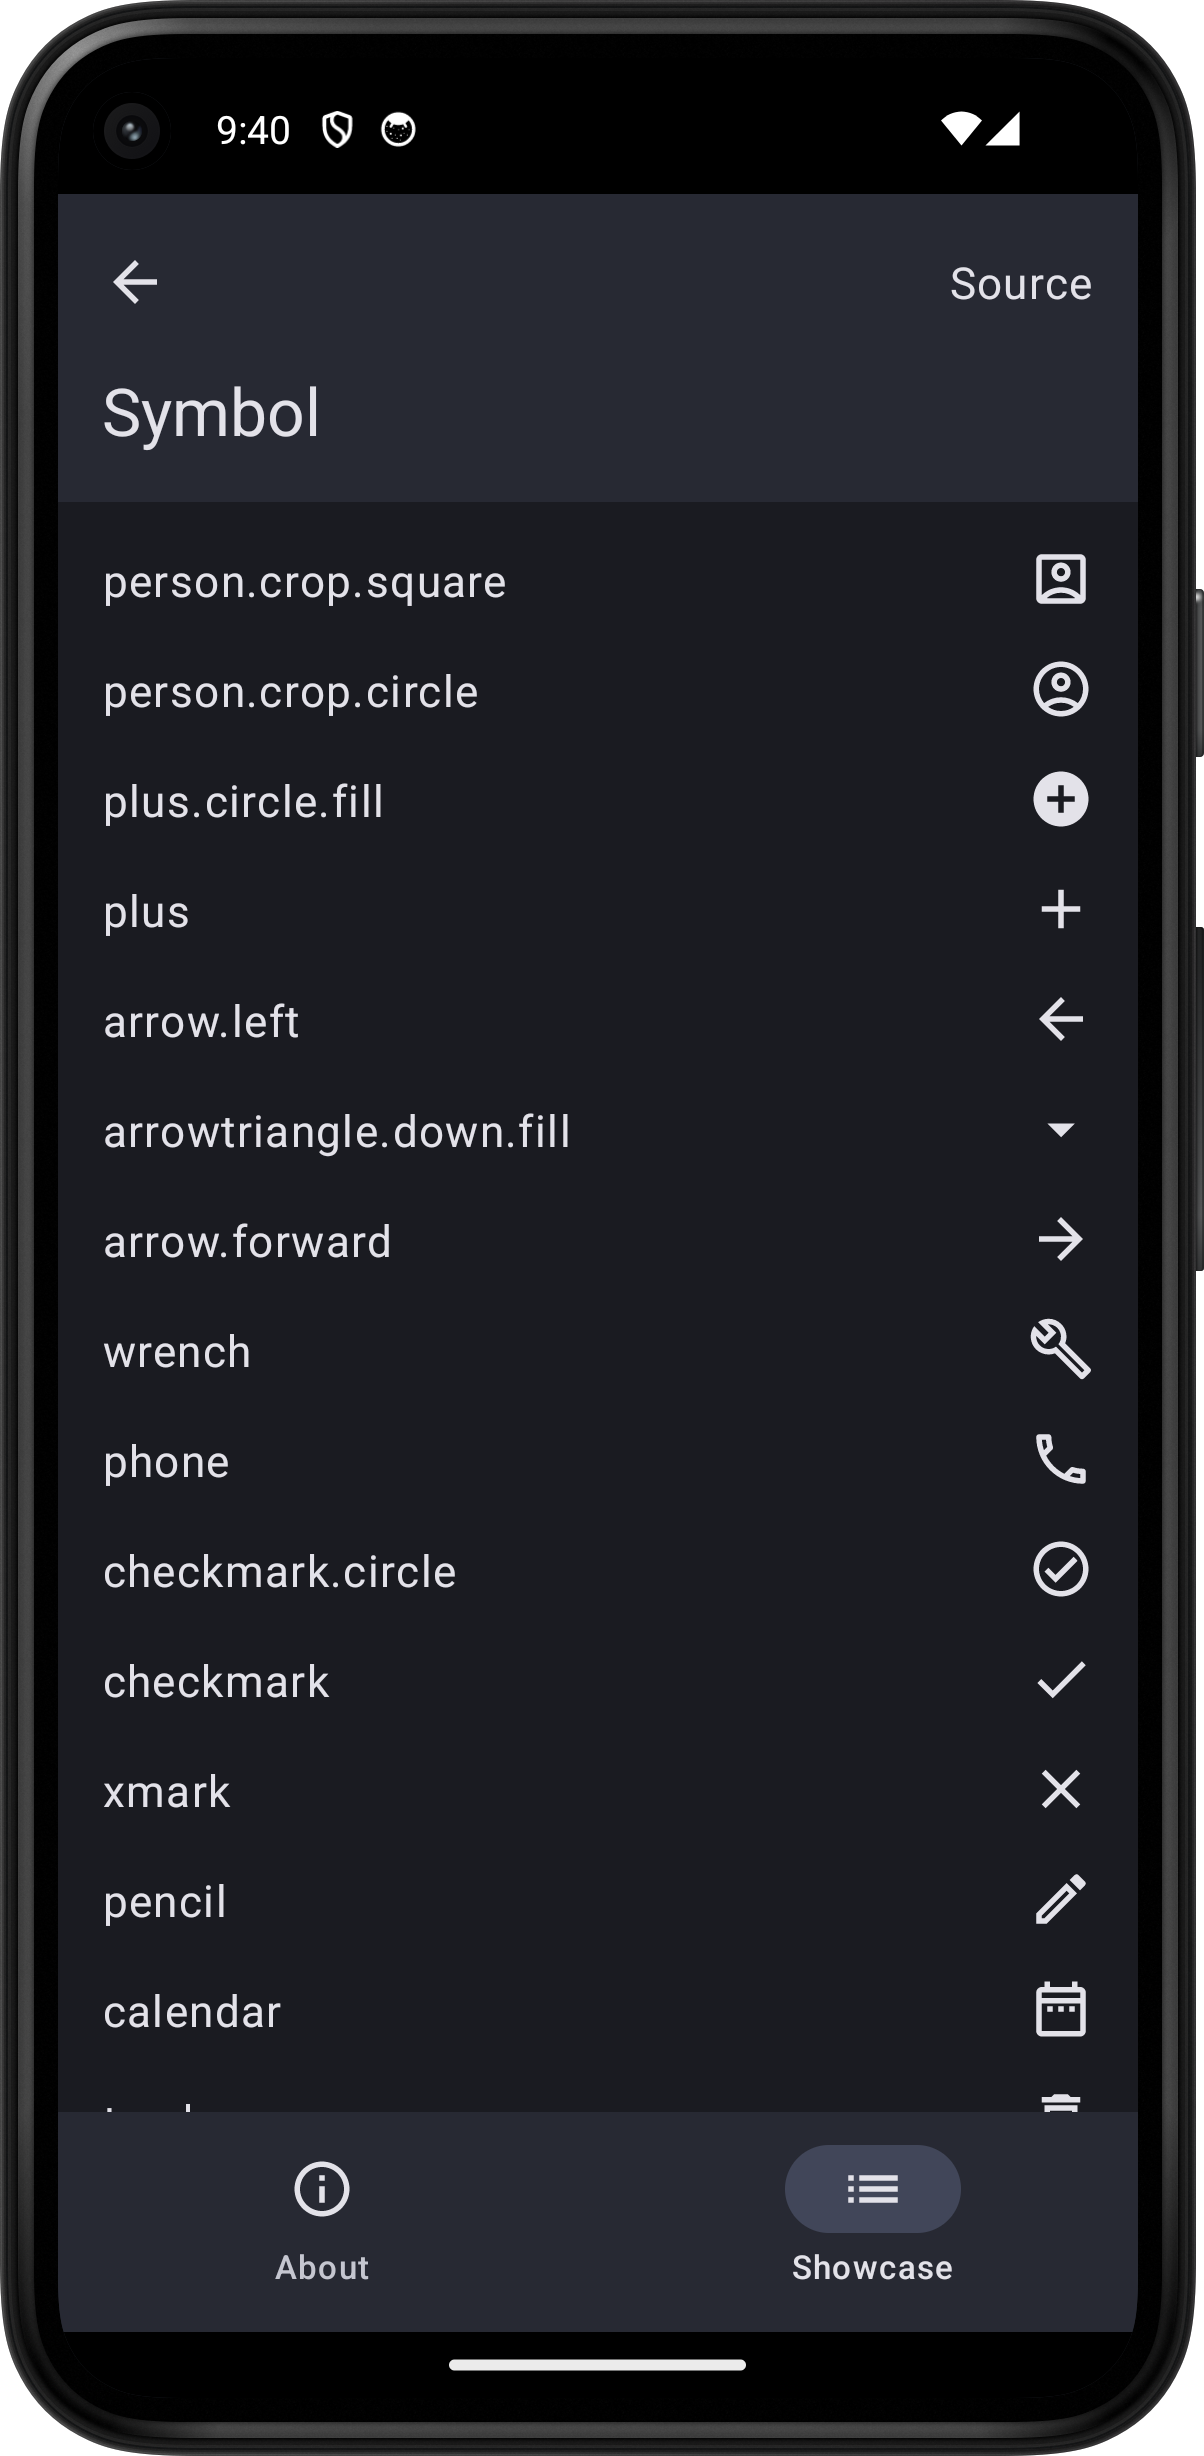 9:40
Source
Symbol
person.crop.square
person.crop.circle
plus.circle.fill
plus
arrow.left
arrowtriangle.down.fill
arrow.forward
wrench
phone
checkmark.circle
checkmark
xmark
pencil
calendar
About
Showcase